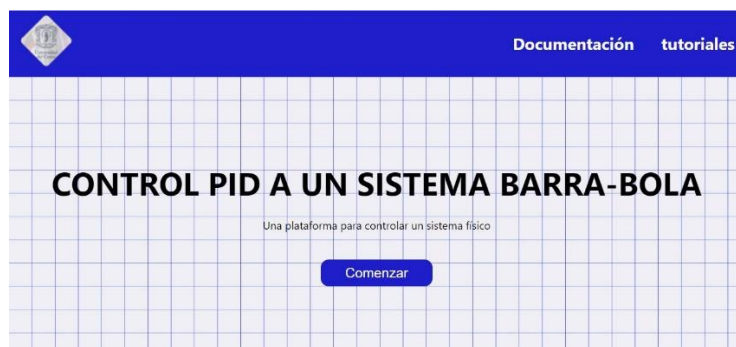 Documentación tutoriales
CONTROL PID A UN SISTEMA BARRA-BOLA
Una plataforma para controlar un sistema físico
Comenzar